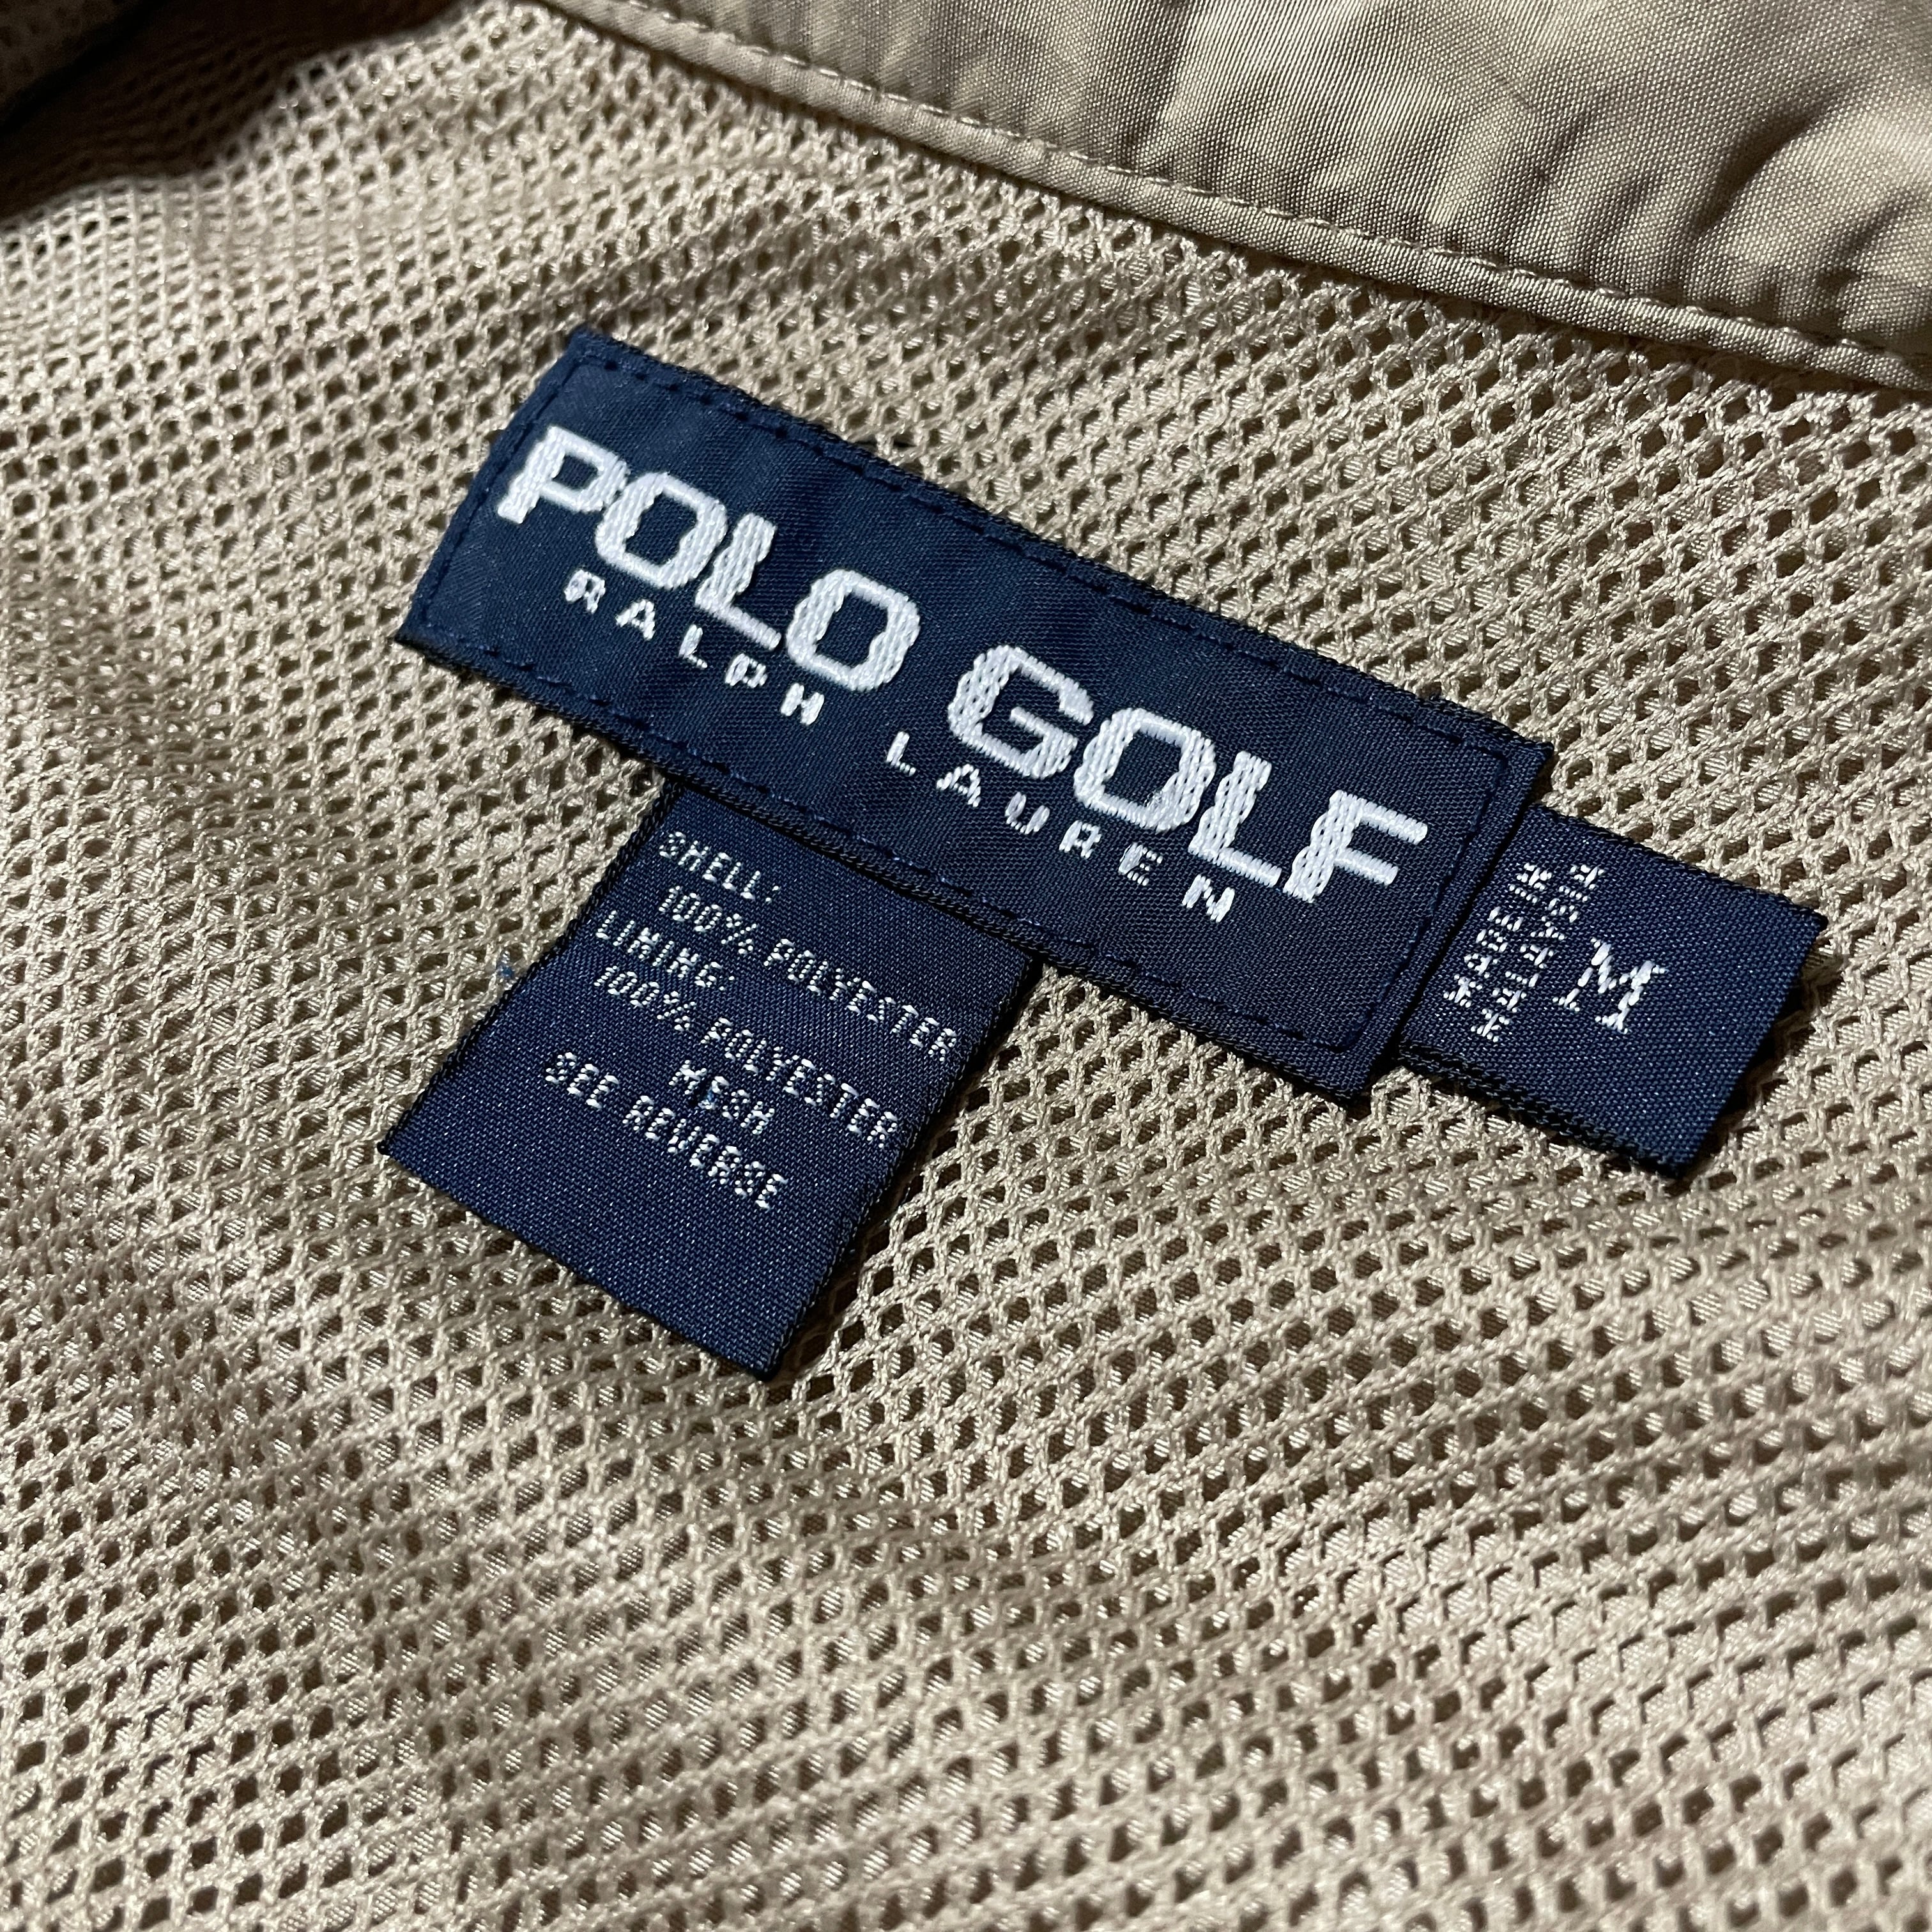 POLO GOLF
RALPH LAUREN
SHELL:
100% POLYESTER
LINING:
100% POLYESTER
MESH
SEE REVERSE
MADE IN
MALAYSIA
M